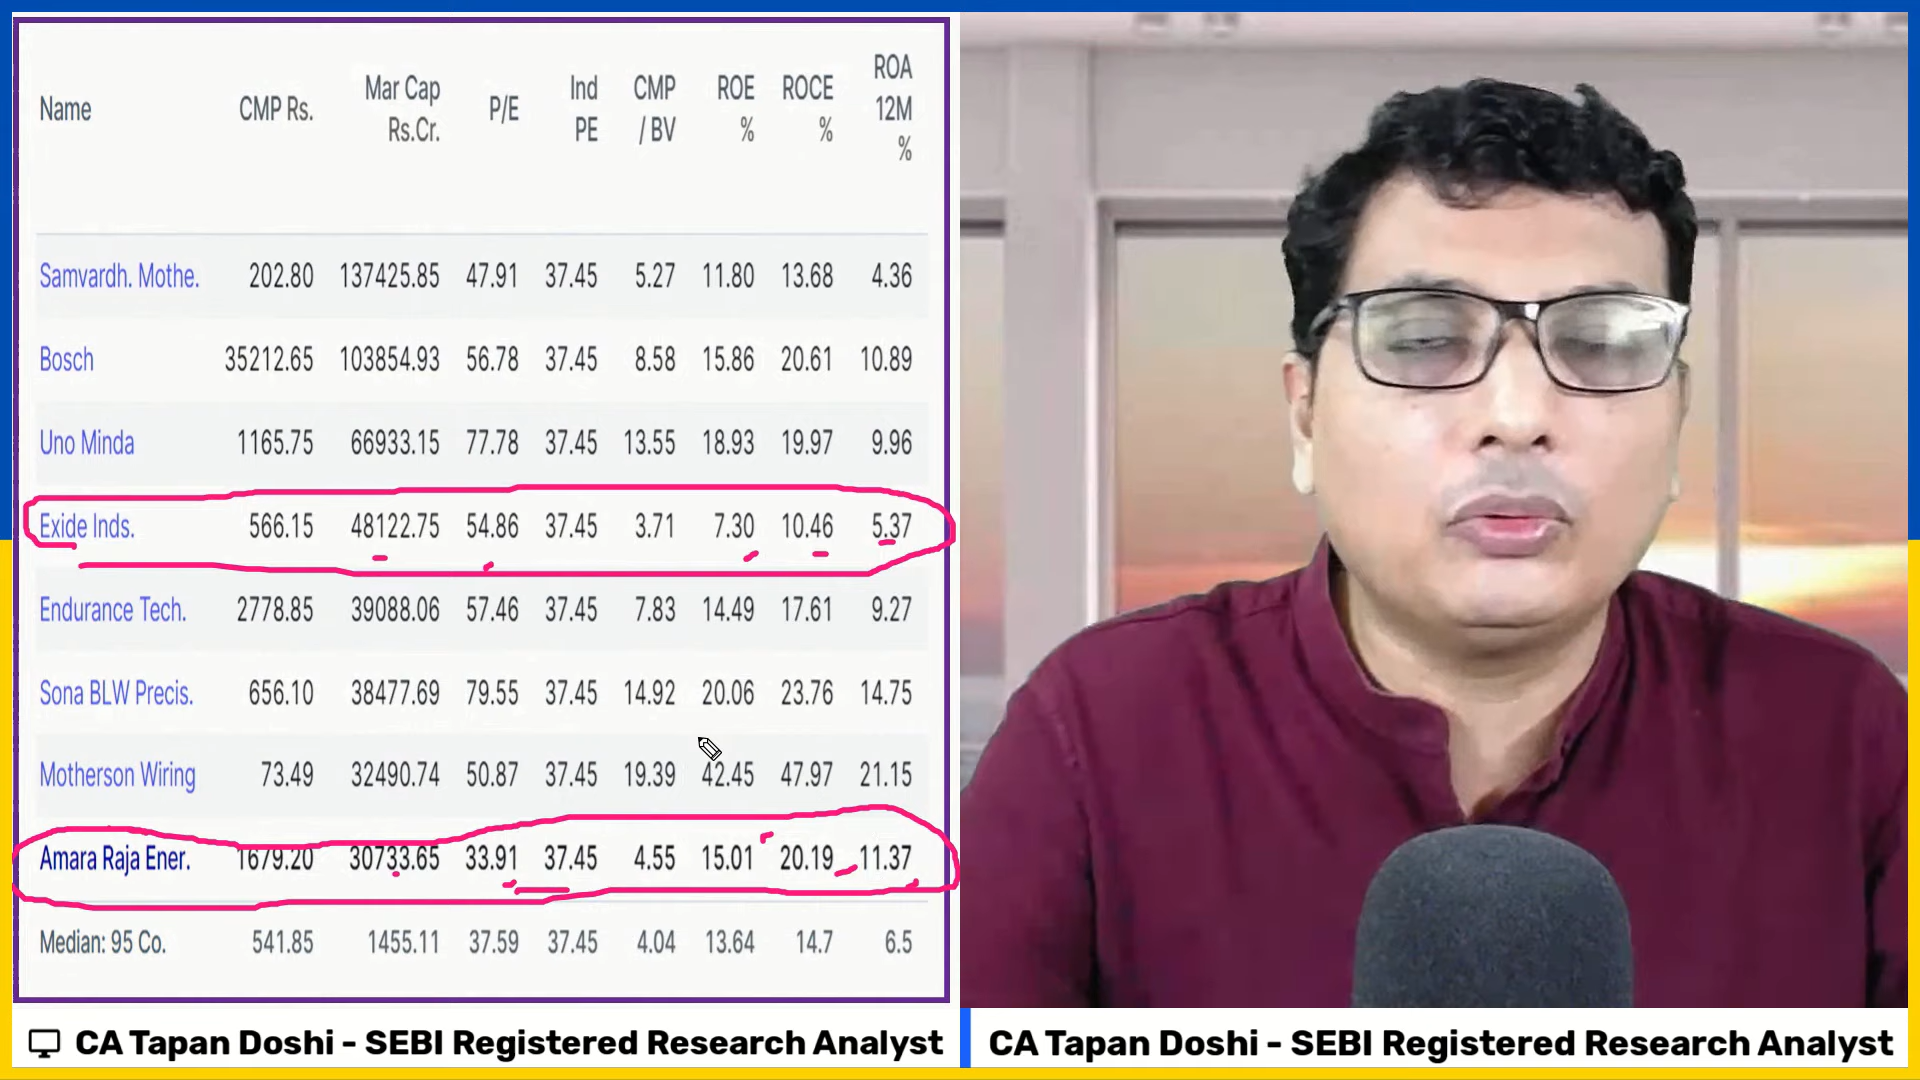 Name CMP Rs. Mar Cap Rs.Cr. P/E Ind PE CMP / BV ROE % ROCE % ROA 12M %
Samvardh. Mothe. 202.80 137425.85 47.91 37.45 5.27 11.80 13.68 4.36
Bosch 35212.65 103854.93 56.78 37.45 8.58 15.86 20.61 10.89
Uno Minda 1165.75 66933.15 77.78 37.45 13.55 18.93 19.97 9.96
Exide Inds. 566.15 48122.75 54.86 37.45 3.71 7.30 10.46 5.37
Endurance Tech. 2778.85 39088.06 57.46 37.45 7.83 14.49 17.61 9.27
Sona BLW Precis. 656.10 38477.69 79.55 37.45 14.92 20.06 23.76 14.75
Motherson Wiring 73.49 32490.74 50.87 37.45 19.39 42.45 47.97 21.15
Amara Raja Ener. 1679.20 30733.65 33.91 37.45 4.55 15.01 20.19 11.37
Median: 95 Co. 541.85 1455.11 37.59 37.45 4.04 13.64 14.7 6.5
CA Tapan Doshi - SEBI Registered Research Analyst
CA Tapan Doshi - SEBI Registered Research Analyst